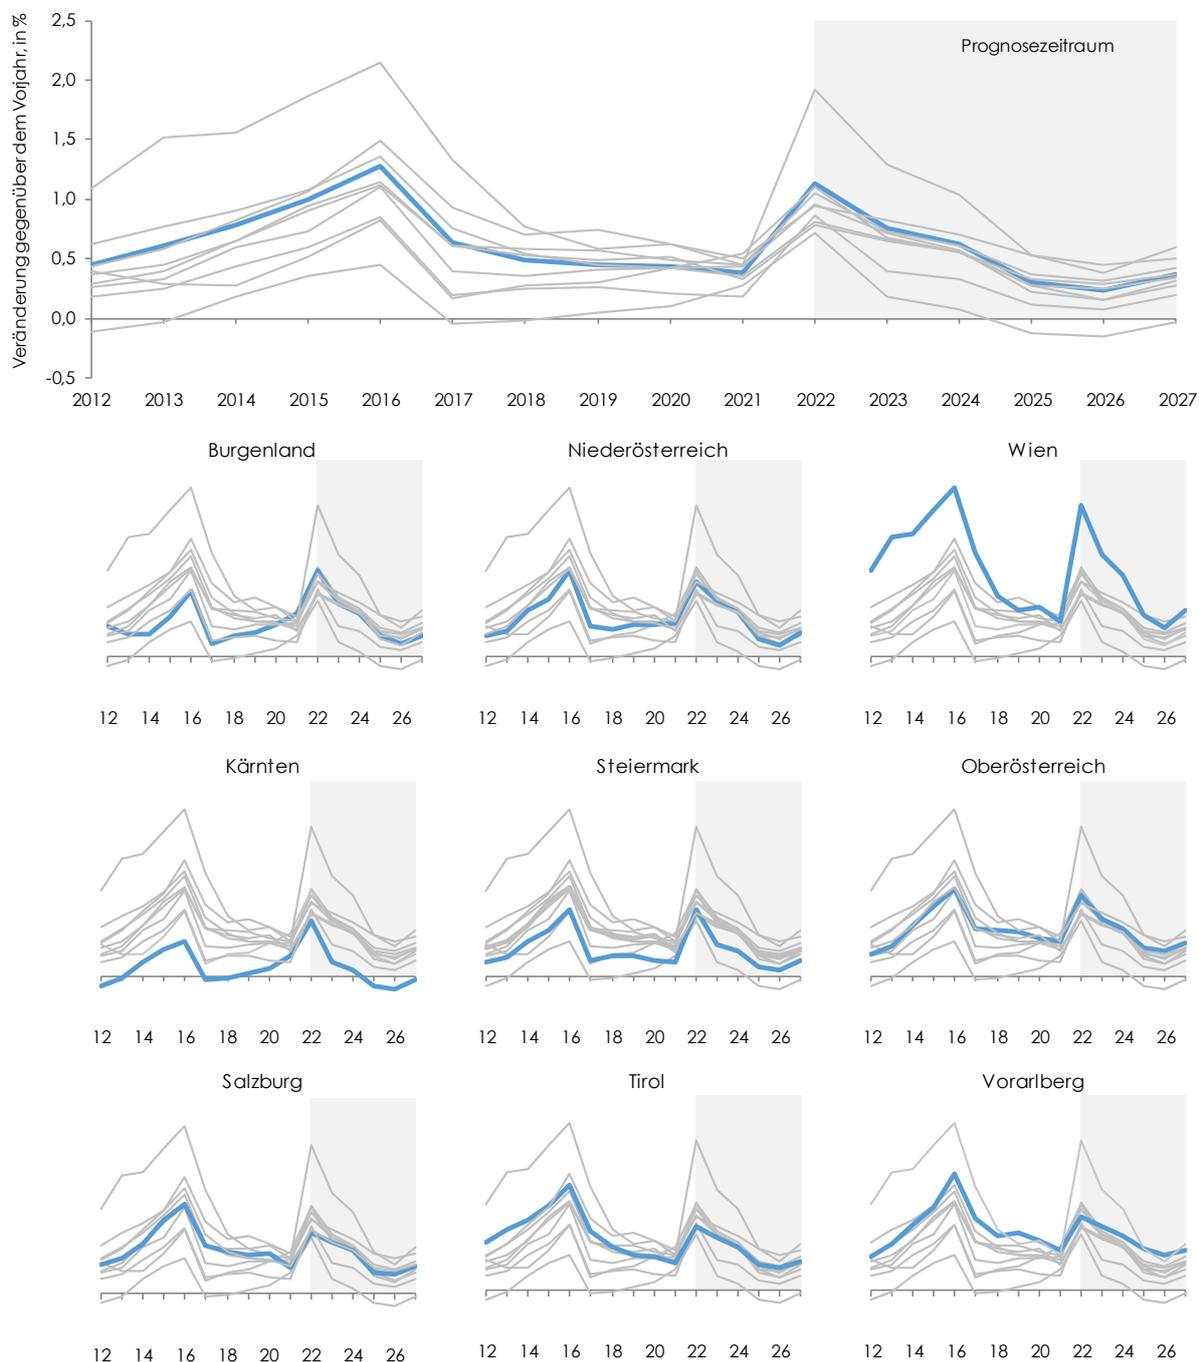 Veränderung gegenüber dem Vorjahr, in %
2,5
Prognosezeitraum
2,0
1,5
1,0
0,5
0,0
-0,5
2012 2013 2014 2015 2016 2017 2018 2019 2020 2021 2022 2023 2024 2025 2026 2027
Burgenland Niederösterreich Wien
12 14 16 18 20 22 24 26 12 14 16 18 20 22 24 26 12 14 16 18 20 22 24 26
Kärnten Steiermark Oberösterreich
12 14 16 18 20 22 24 26 12 14 16 18 20 22 24 26 12 14 16 18 20 22 24 26
Salzburg Tirol Vorarlberg
12 14 16 18 20 22 24 26 12 14 16 18 20 22 24 26 12 14 16 18 20 22 24 26